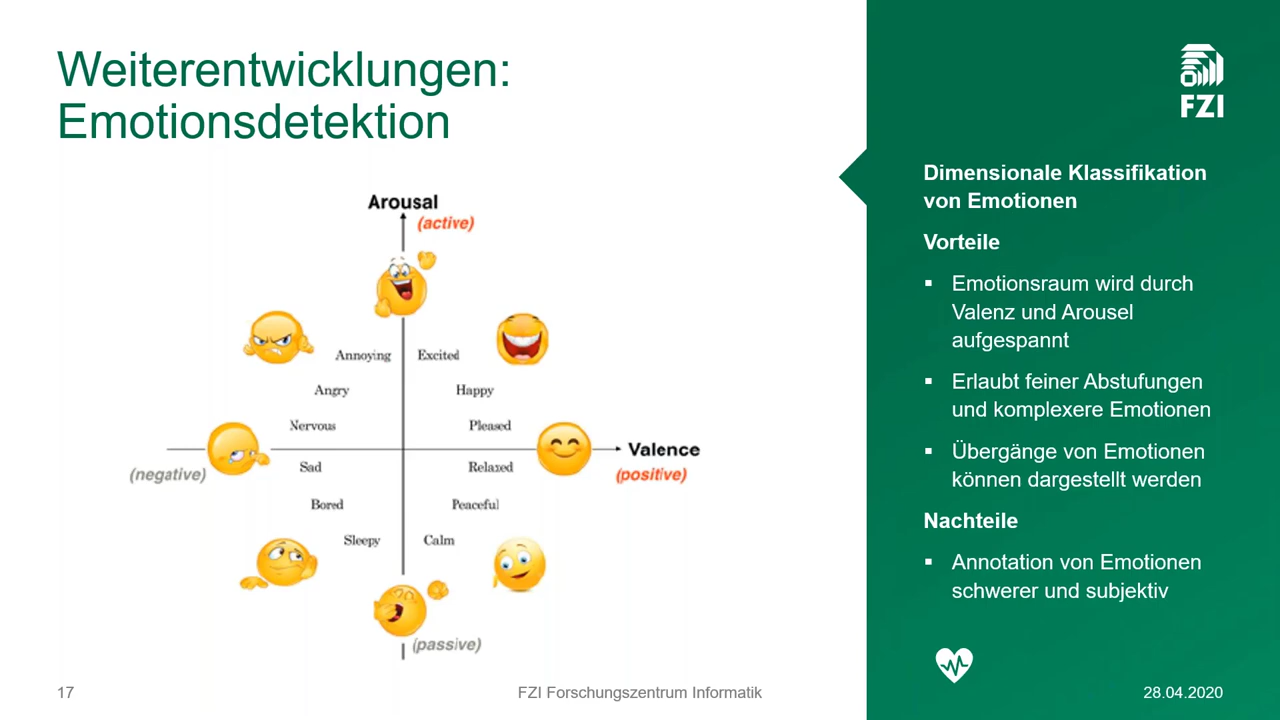 Weiterentwicklungen:
Emotionsdetektion
Arousal
(active)
Annoying
Excited
Angry
Happy
Nervous
Pleased
Valence
(negative)
Sad
Relaxed
(positive)
Bored
Peaceful
Sleepy
Calm
(passive)
FZI
Dimensionale Klassifikation
von Emotionen
Vorteile
▪ Emotionsraum wird durch
Valenz und Arousel
aufgespannt
▪ Erlaubt feiner Abstufungen
und komplexere Emotionen
▪ Übergänge von Emotionen
können dargestellt werden
Nachteile
▪ Annotation von Emotionen
schwerer und subjektiv
17
FZI Forschungszentrum Informatik
28.04.2020